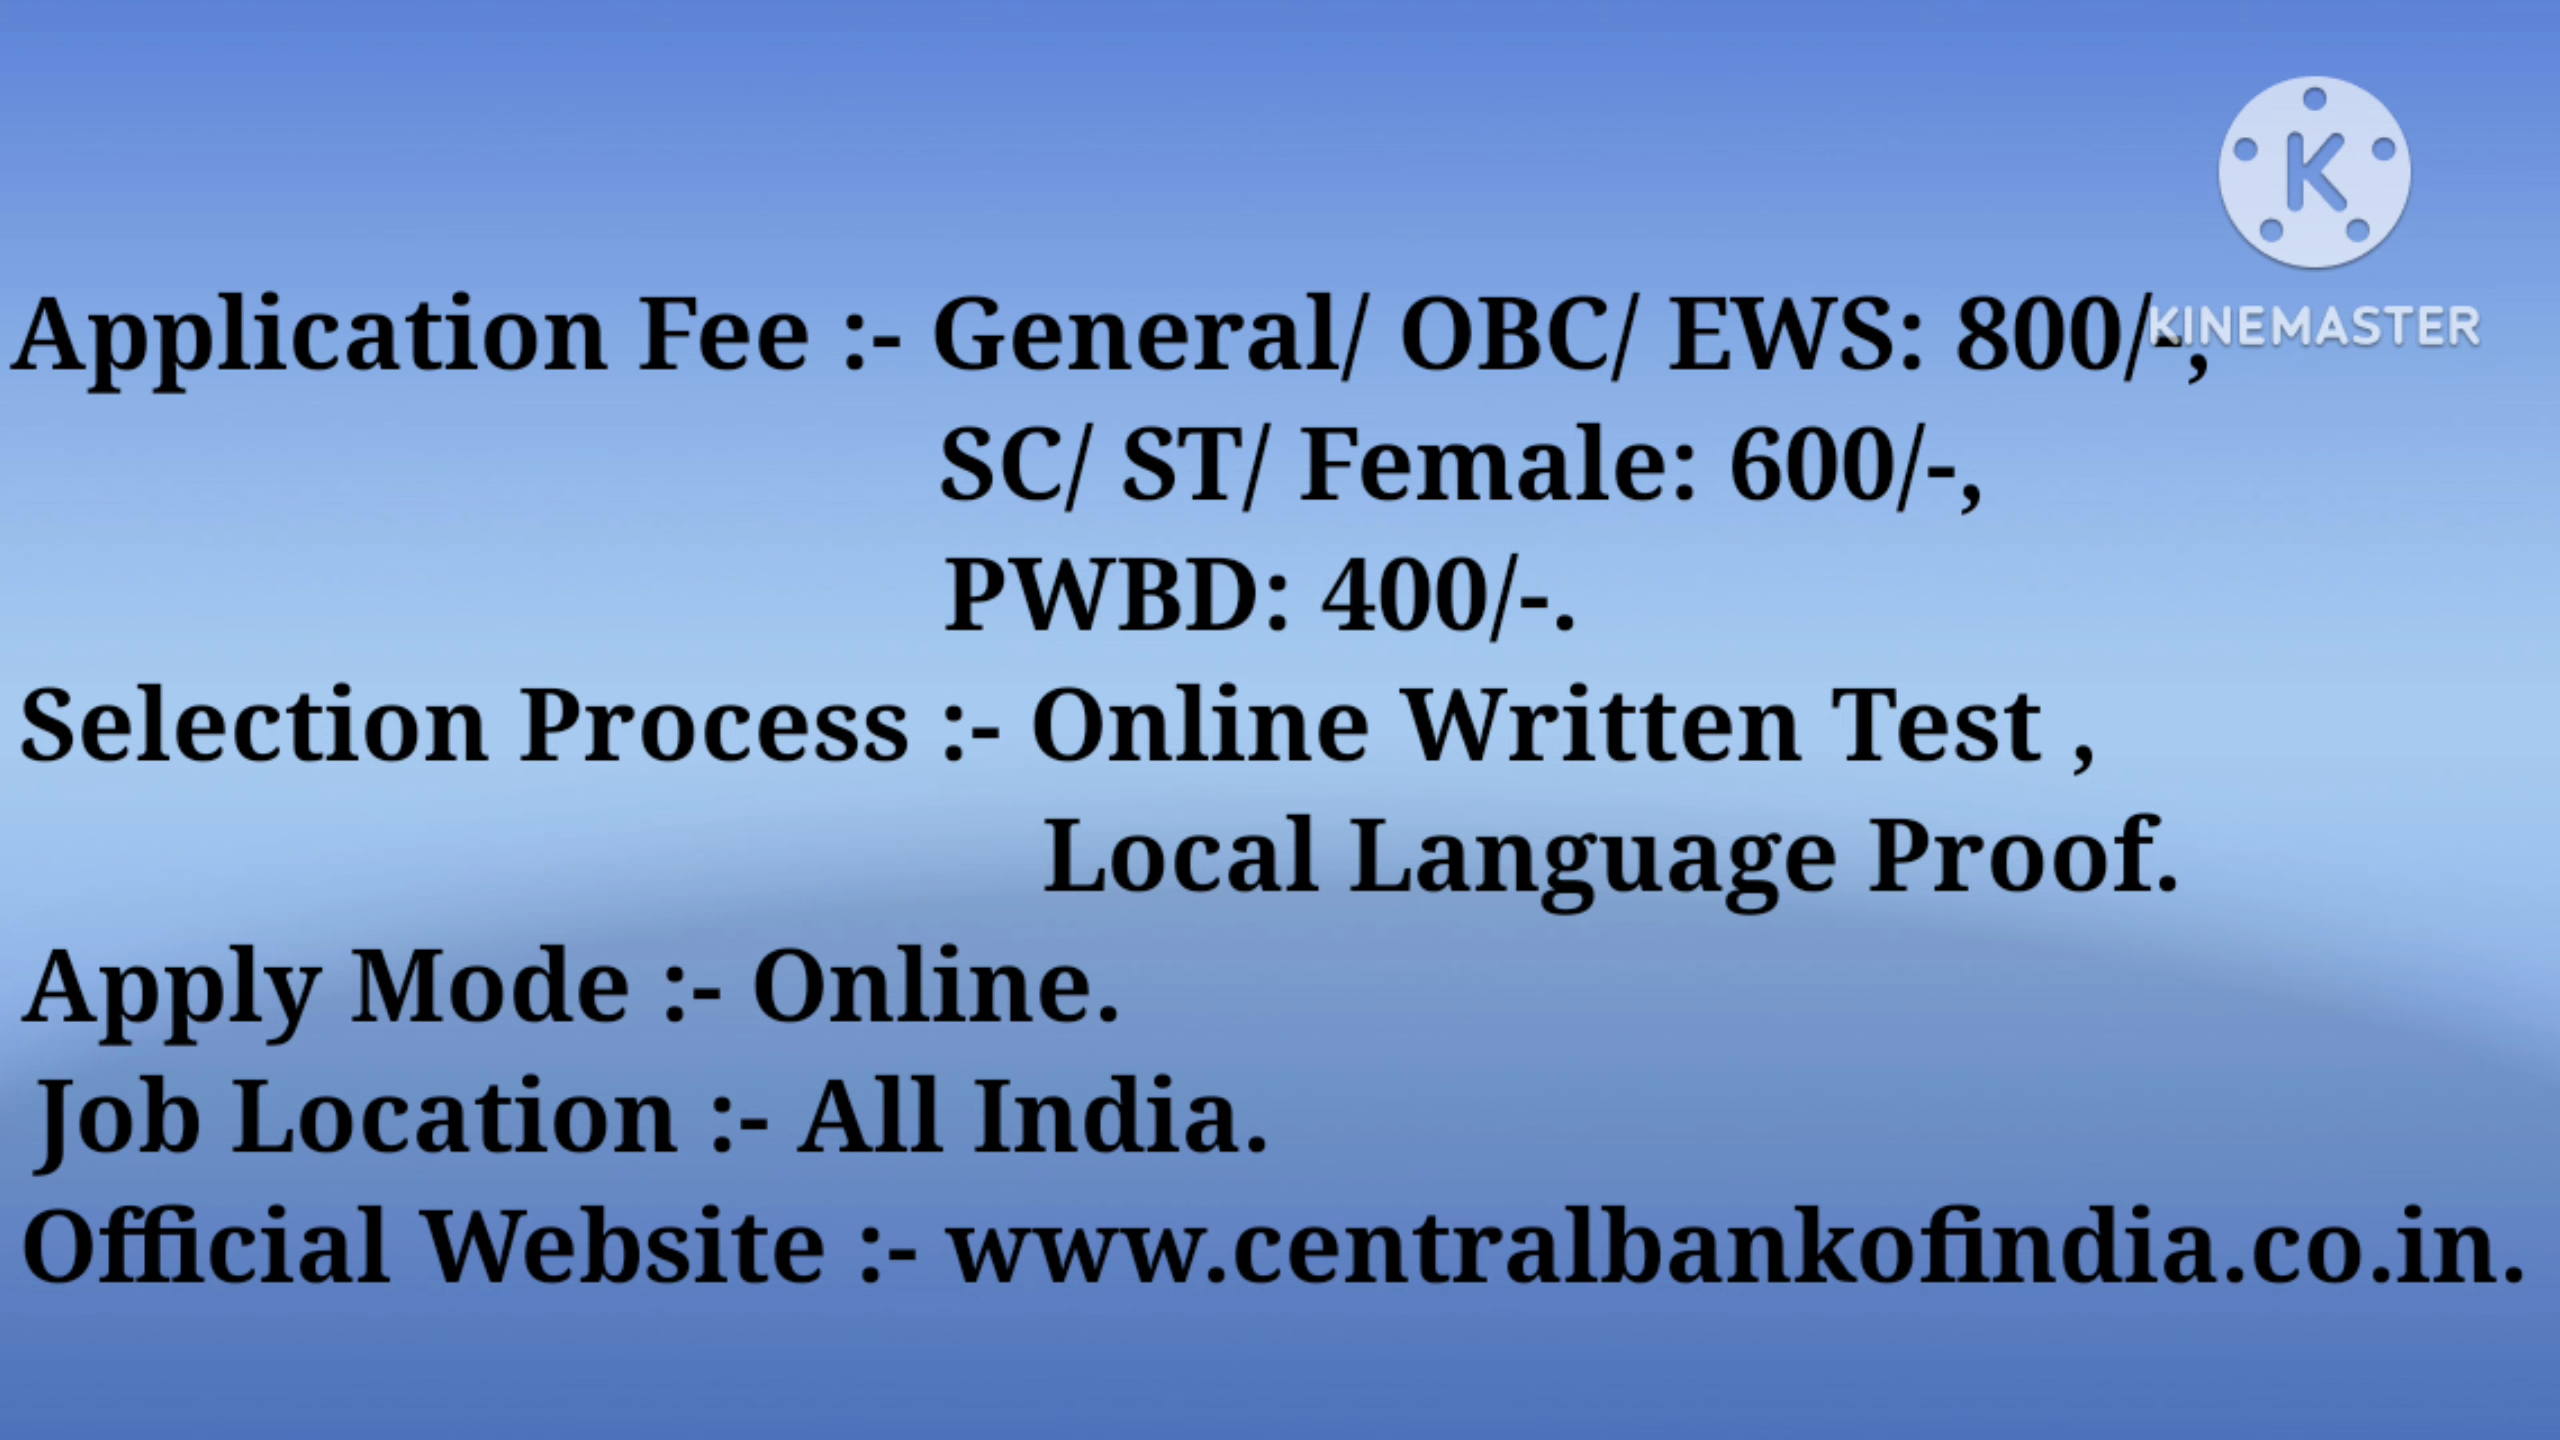 K
KINEMASTER
Application Fee :- General/ OBC/ EWS: 800/-,
SC/ ST/ Female: 600/-,
PWBD: 400/-.
Selection Process :- Online Written Test ,
Local Language Proof.
Apply Mode :- Online.
Job Location :- All India.
Official Website :- www.centralbankofindia.co.in.